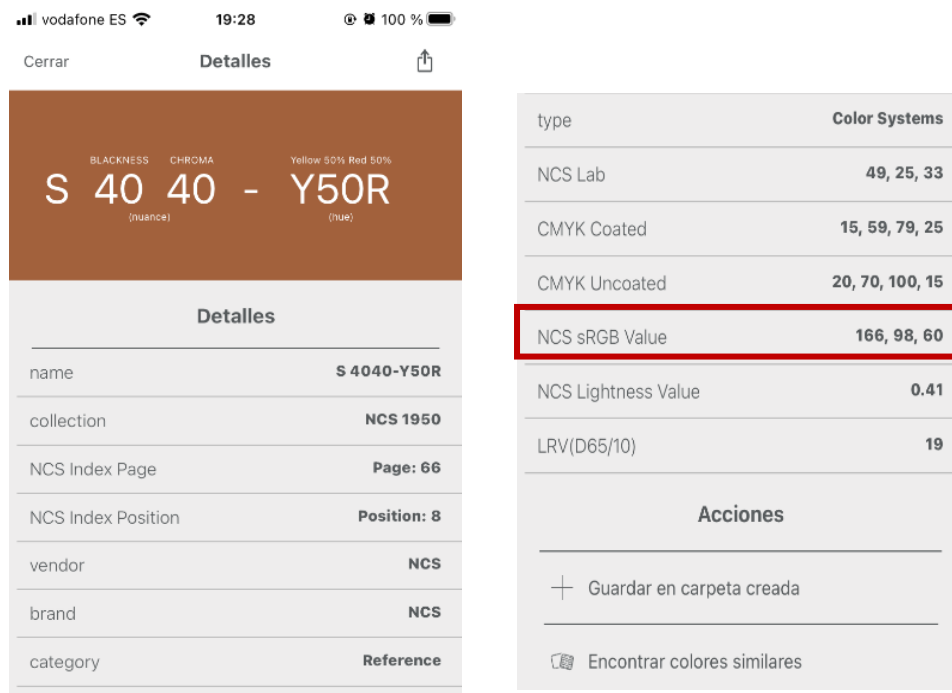 vodafone ES 19:28 100 %
Cerrar Detalles
BLACKNESS CHROMA Yellow 50% Red 50%
S 40 40 - Y50R
(nuance) (hue)
Detalles
name S 4040-Y50R
collection NCS 1950
NCS Index Page Page: 66
NCS Index Position Position: 8
vendor NCS
brand NCS
category Reference
type Color Systems
NCS Lab 49, 25, 33
CMYK Coated 15, 59, 79, 25
CMYK Uncoated 20, 70, 100, 15
NCS sRGB Value 166, 98, 60
NCS Lightness Value 0.41
LRV(D65/10) 19
Acciones
Guardar en carpeta creada
Encontrar colores similares